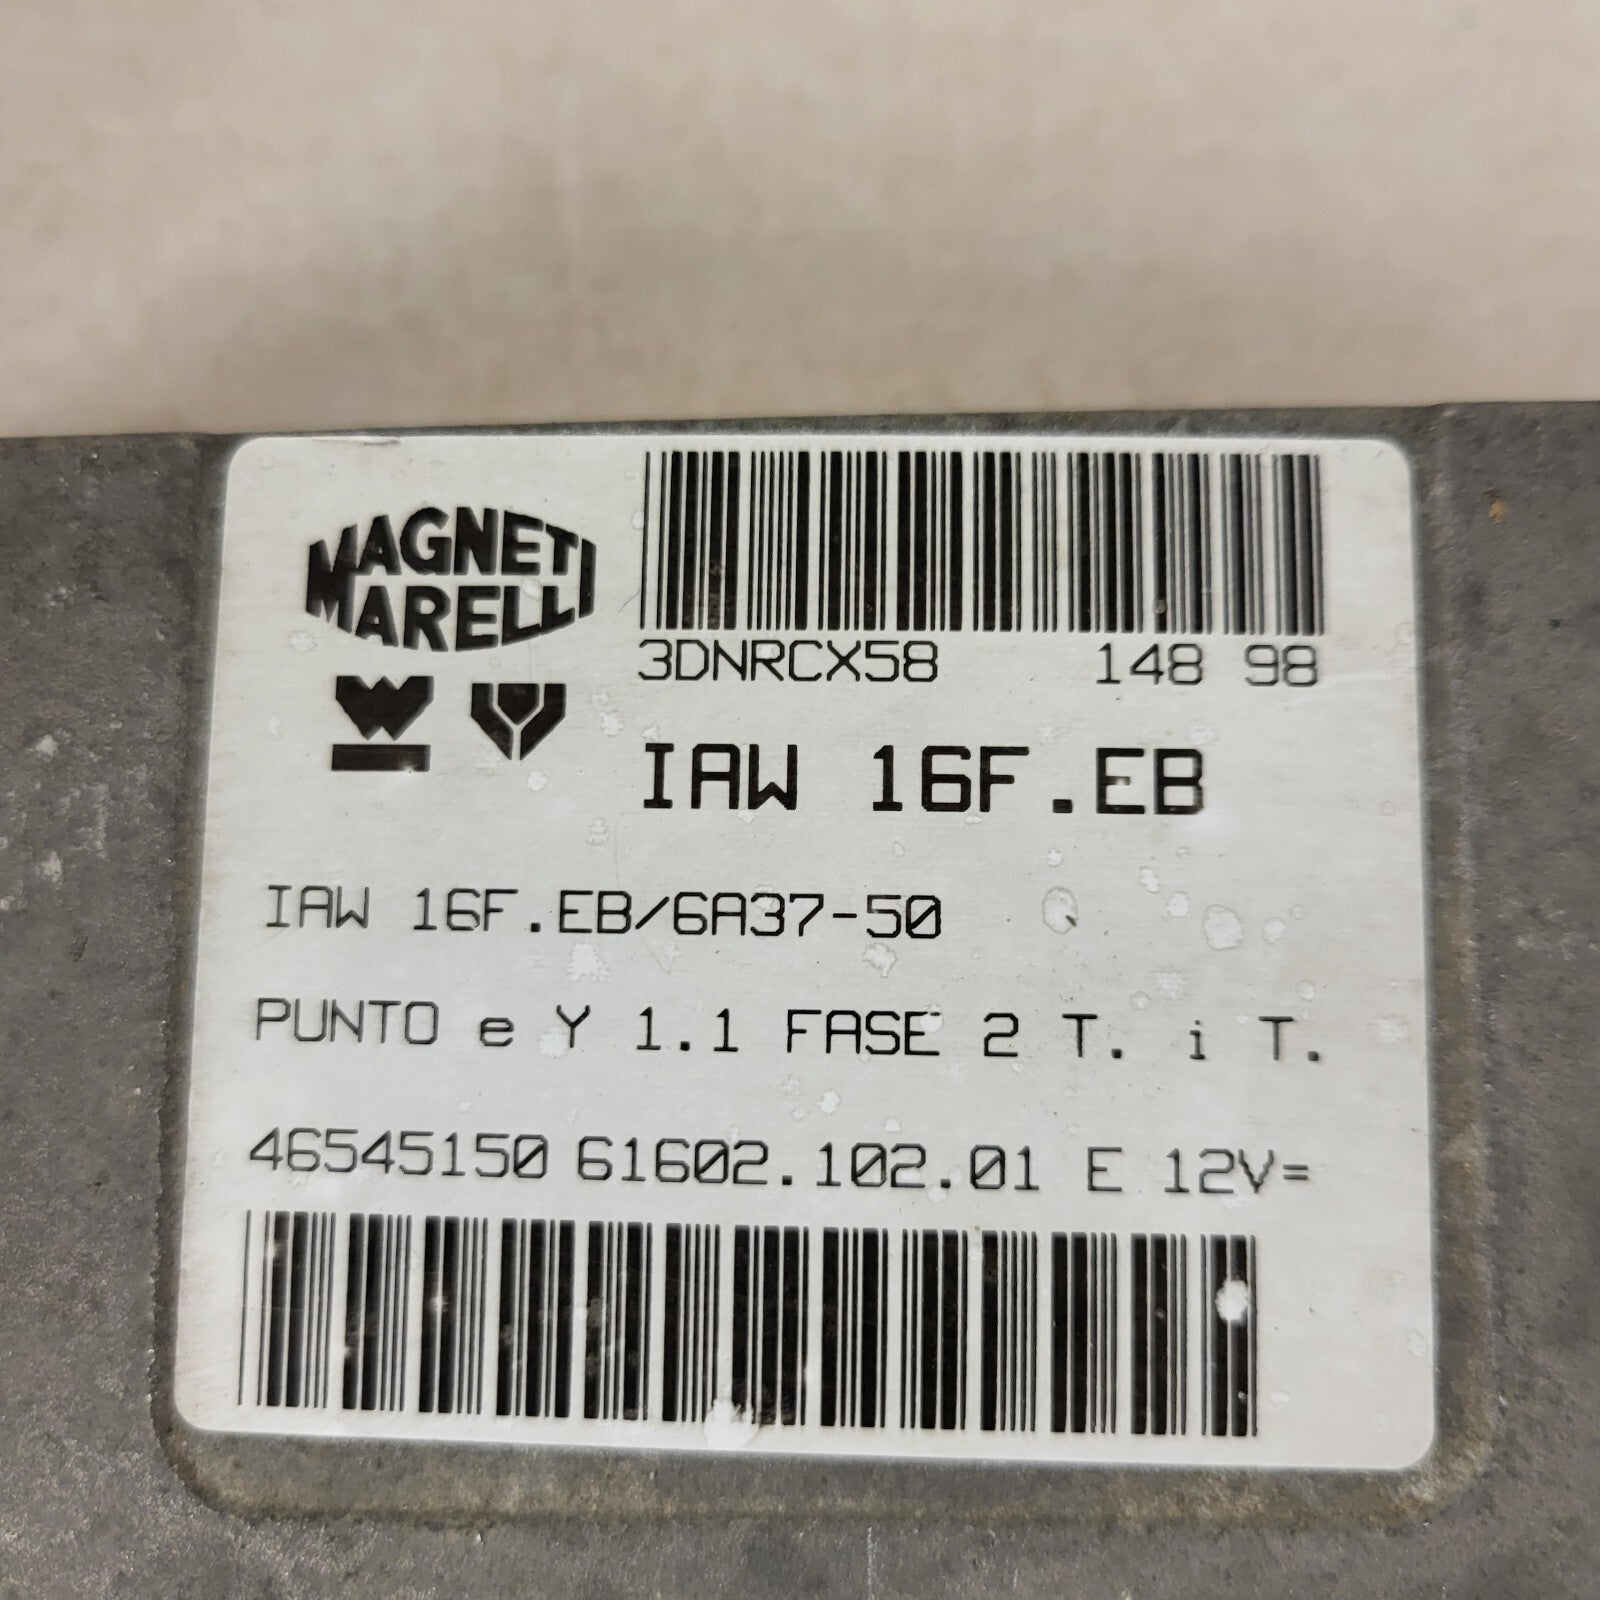 MAGNETI
MARELLI
3DNRCX58 148 98
IAW 16F.EB
IAW 16F.EB/6A37-50
PUNTO e Y 1.1 FASE 2 T. i T.
46545150 61602.102.01 E 12V=